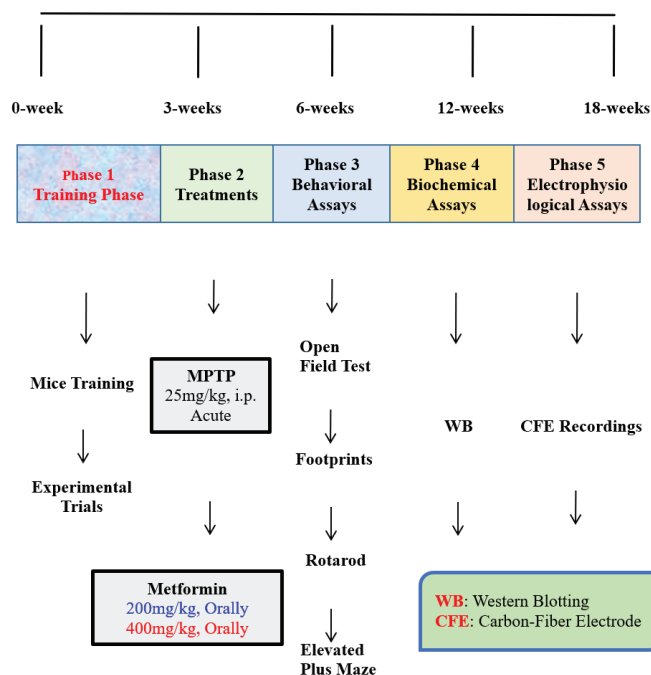 0-week
3-weeks
6-weeks
12-weeks
18-weeks
Phase 1
Training Phase
Phase 2
Treatments
Phase 3
Behavioral
Assays
Phase 4
Biochemical
Assays
Phase 5
Electrophysio
logical Assays
Mice Training
Experimental
Trials
MPTP
25mg/kg, i.p.
Acute
Metformin
200mg/kg, Orally
400mg/kg, Orally
Open
Field Test
Footprints
Rotarod
Elevated
Plus Maze
WB
CFE Recordings
WB: Western Blotting
CFE: Carbon-Fiber Electrode